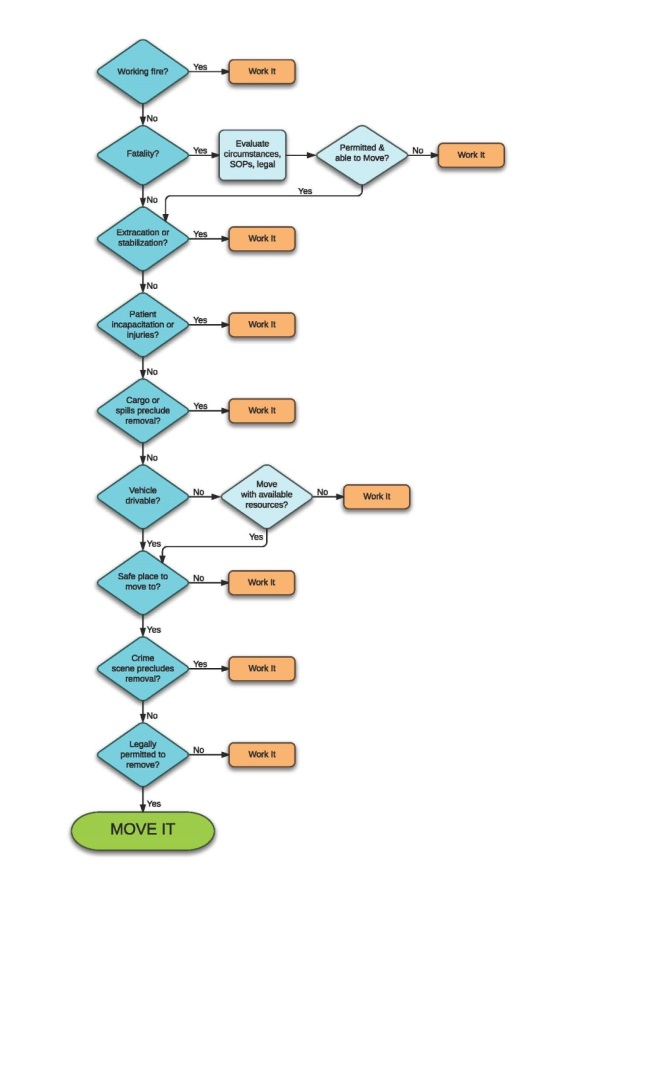 Working fire?
Yes
Work It
No
Fatality?
Yes
Evaluate
circumstances,
SOPs, legal
Permitted &
able to Move?
No
Work It
Yes
No
Extracation or
stabilization?
Yes
Work It
No
Patient
incapacitation or
injuries?
Yes
Work It
No
Cargo or
spills preclude
removal?
Yes
Work It
No
Vehicle
drivable?
No
Move
with available
resources?
No
Work It
Yes
Yes
Safe place to
move to?
No
Work It
Yes
Crime
scene precludes
removal?
Yes
Work It
No
Legally
permitted to
remove?
No
Work It
Yes
MOVE IT